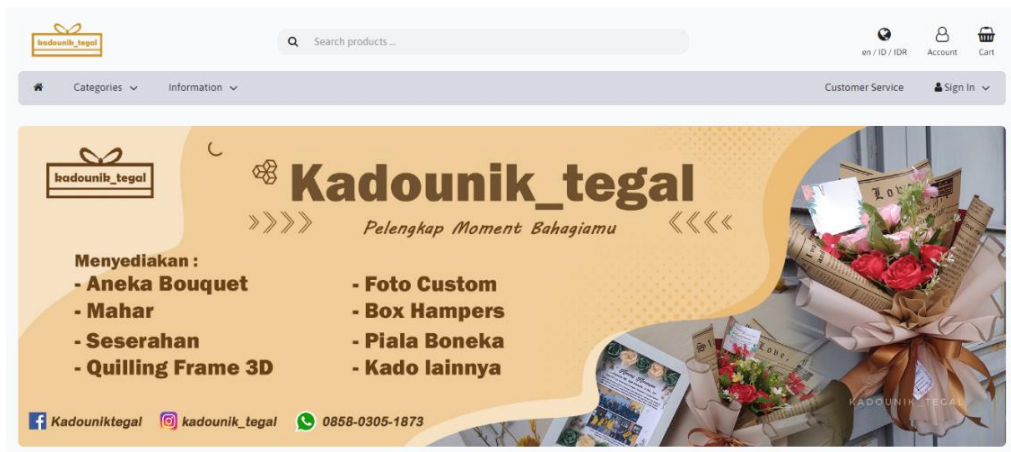 kadounik_tegal
Search products ...
en / ID / IDR
Account
Cart
Categories
Information
Customer Service
Sign In
kadounik_tegal
Kadounik_tegal
Pelengkap Moment Bahagiamu
Menyediakan :
- Aneka Bouquet
- Mahar
- Seserahan
- Quilling Frame 3D
- Foto Custom
- Box Hampers
- Piala Boneka
- Kado lainnya
Kadouniktegal
kadounik_tegal
0858-0305-1873
Love
Love,
KADOUNIK_TEGAL